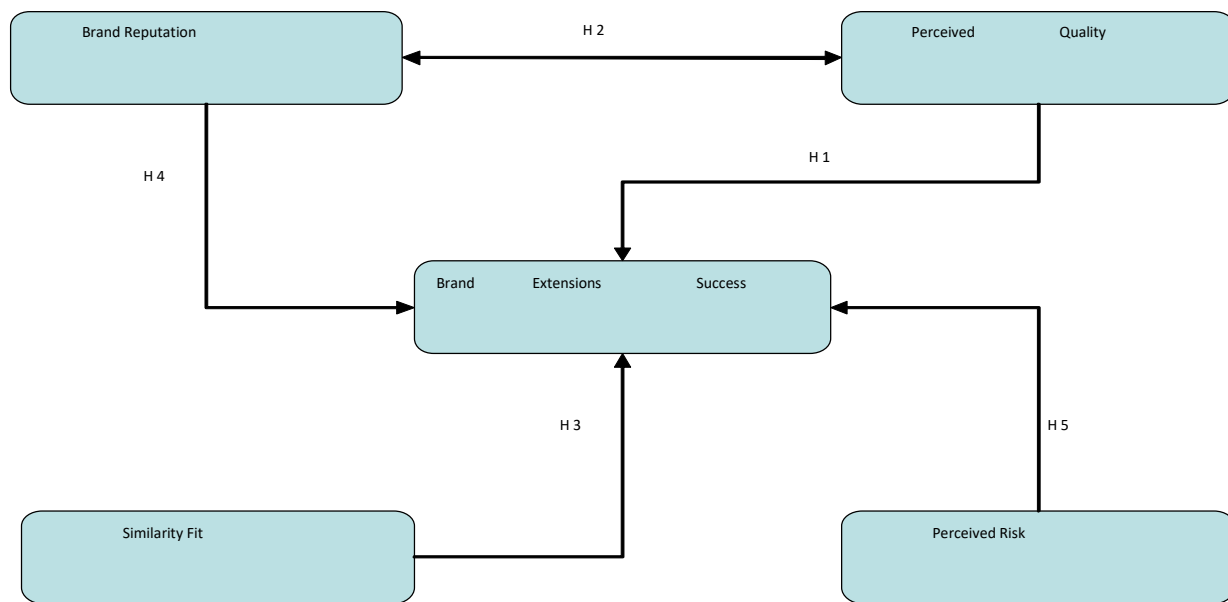 Brand Reputation
H 2
Perceived Quality
H 1
H 4
Brand Extensions Success
H 3
H 5
Similarity Fit
Perceived Risk